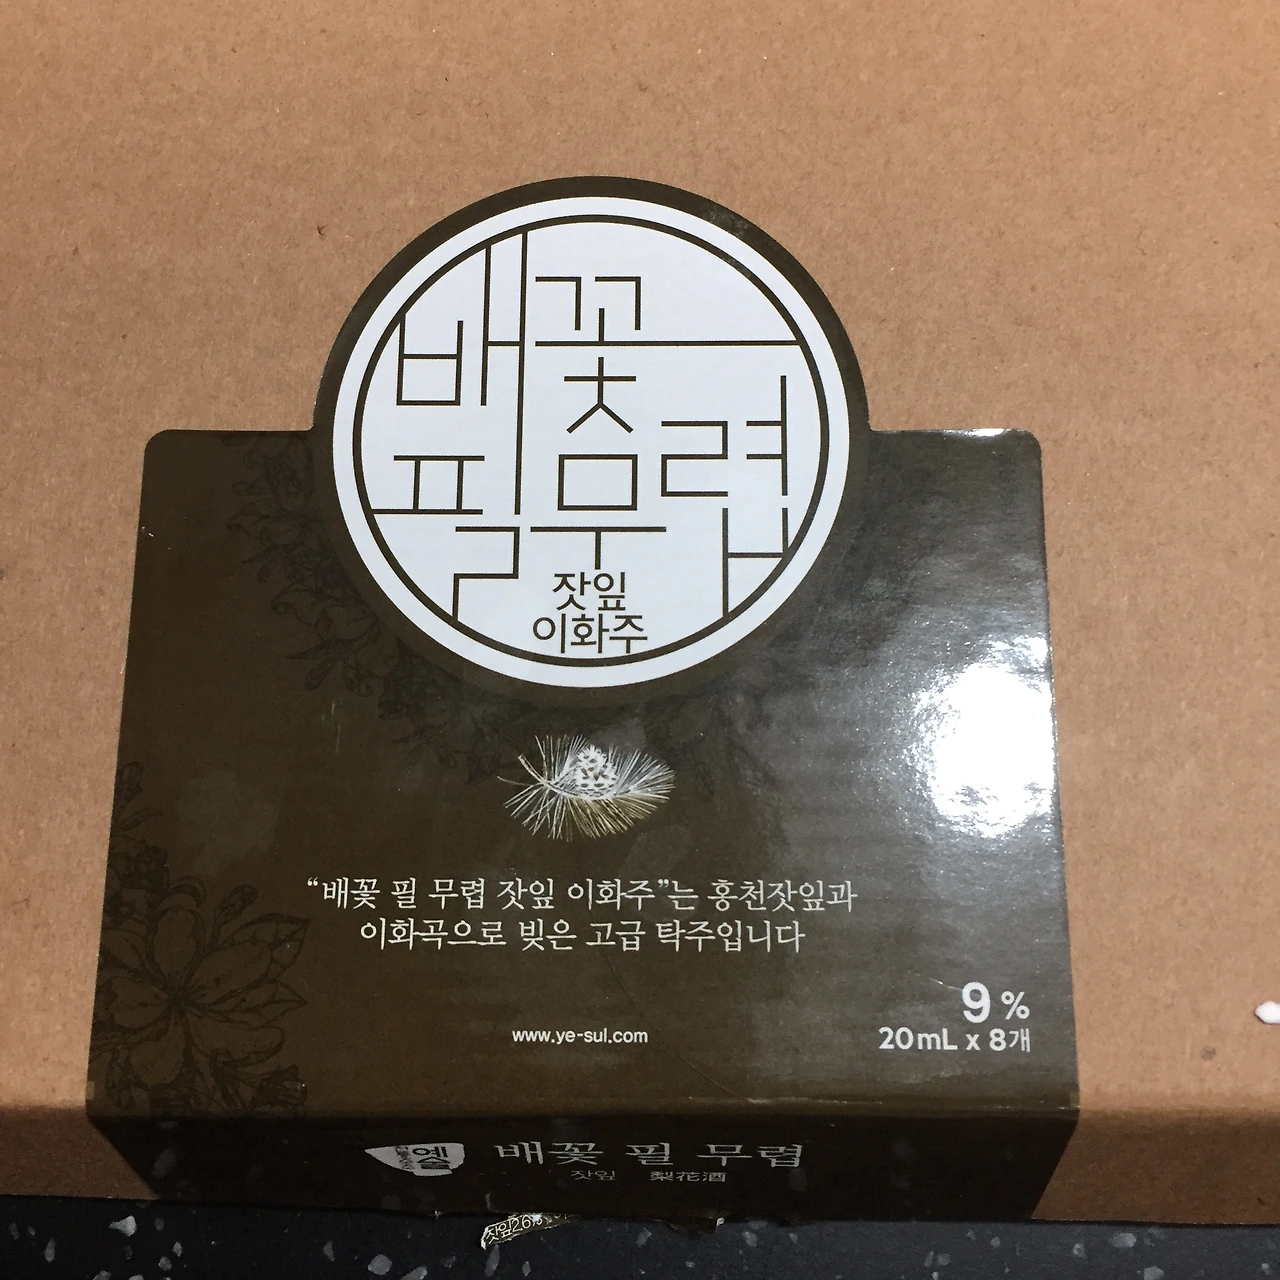 배꽃
필무렵
잣잎
이화주
“배꽃 필 무렵 잣잎 이화주”는 홍천잣잎과
이화곡으로 빚은 고급 탁주입니다
9 %
www.ye-sul.com
20mL x 8개
예술
배꽃 필 무렵
잣잎 梨花酒